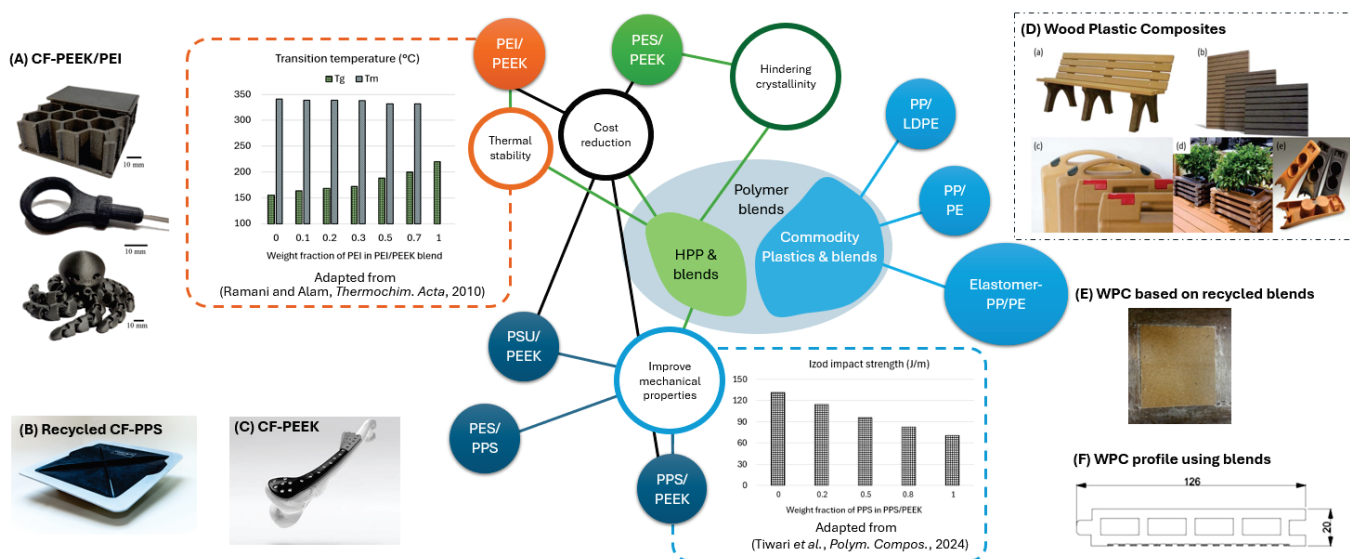 (A) CF-PEEK/PEI
10 mm
10 mm
10 mm
Transition temperature (°C)
Tg Tm
350
300
250
200
150
100
0 0.1 0.2 0.3 0.5 0.7 1
Weight fraction of PEI in PEI/PEEK blend
Adapted from
(Ramani and Alam, Thermochim. Acta, 2010)
PEI/
PEEK
PES/
PEEK
Hindering
crystallinity
Thermal
stability
Cost
reduction
PP/
LDPE
PP/
PE
Elastomer-
PP/PE
Polymer
blends
HPP &
blends
Commodity
Plastics & blends
PSU/
PEEK
PES/
PPS
PPS/
PEEK
Improve
mechanical
properties
Izod impact strength (J/m)
150
120
90
60
30
0
0 0.2 0.5 0.8 1
Weight fraction of PPS in PPS/PEEK
Adapted from
(Tiwari et al., Polym. Compos., 2024)
(B) Recycled CF-PPS
(C) CF-PEEK
(D) Wood Plastic Composites
(a)
(b)
(c)
(d)
(e)
(E) WPC based on recycled blends
(F) WPC profile using blends
126
20